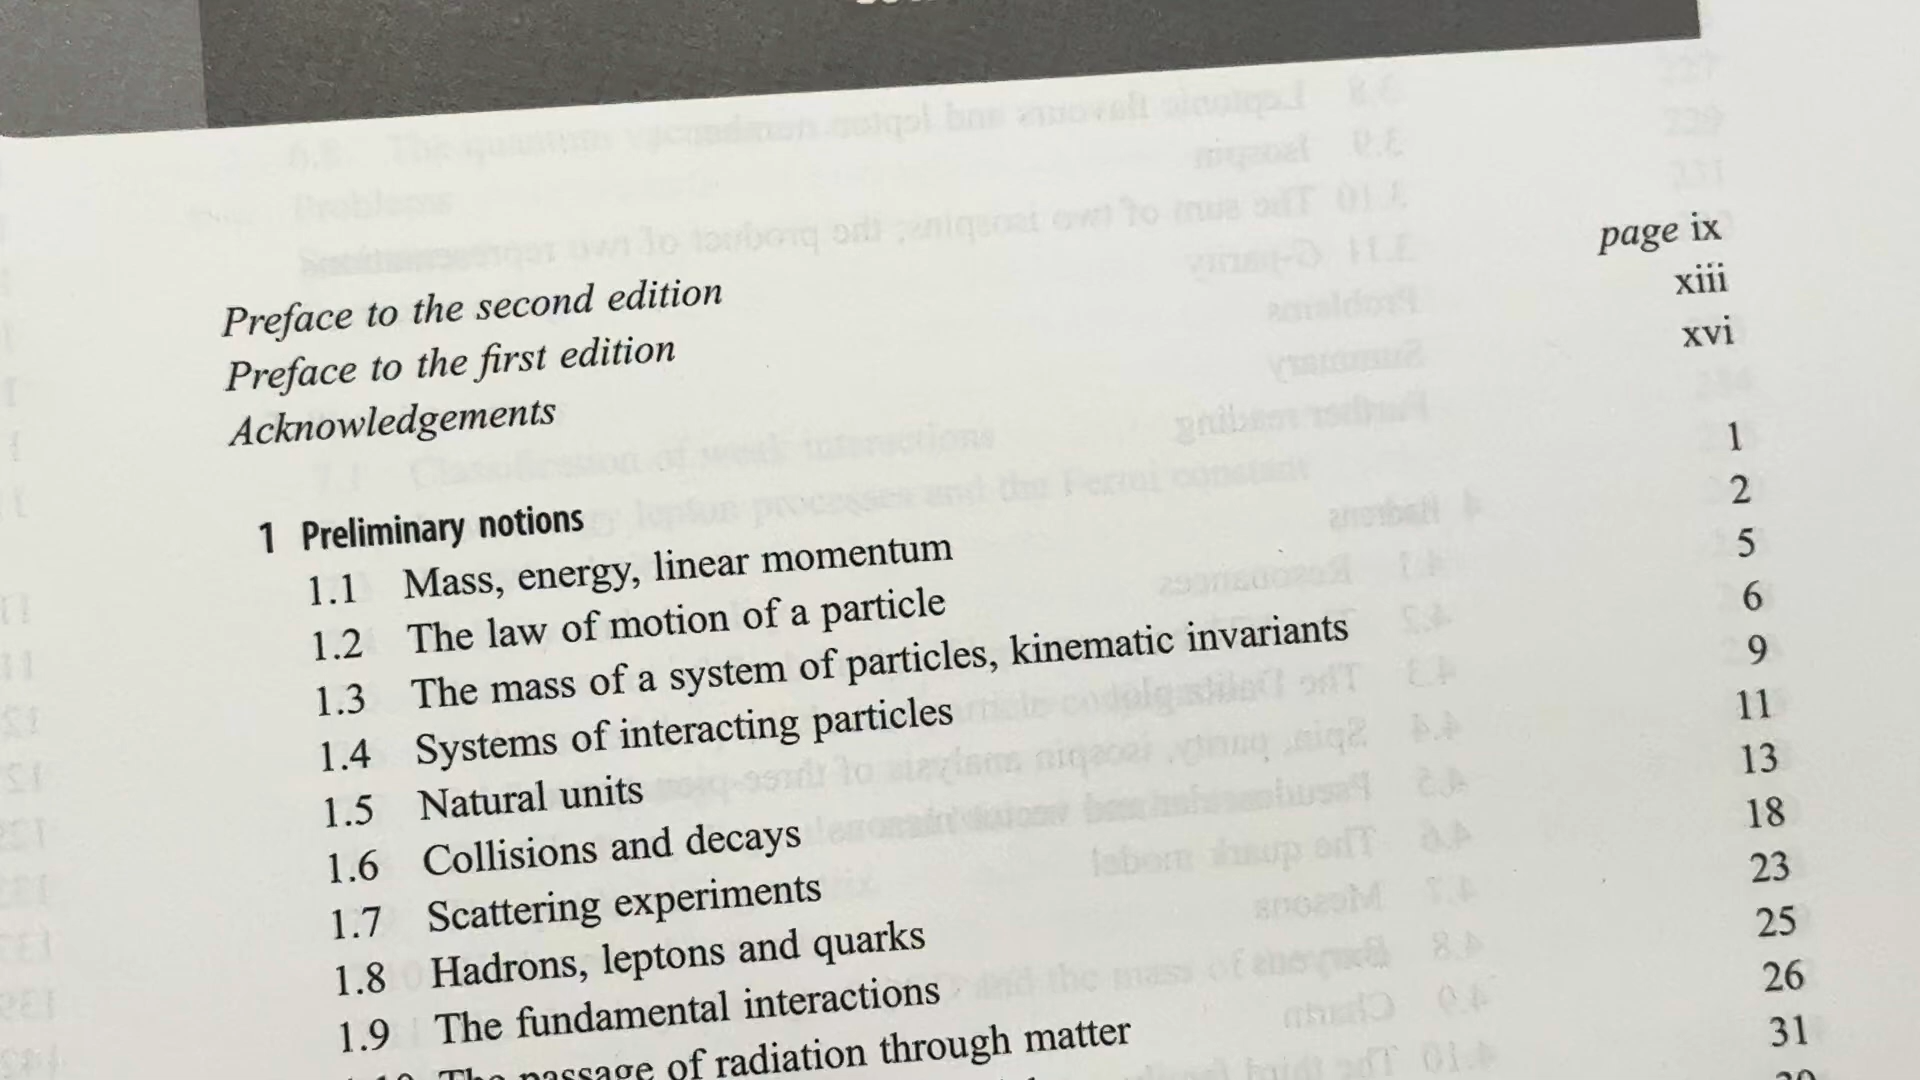 Preface to the second edition page ix
Preface to the first edition xiii
Acknowledgements xvi
1 Preliminary notions 1
1.1 Mass, energy, linear momentum 2
1.2 The law of motion of a particle 5
1.3 The mass of a system of particles, kinematic invariants 6
1.4 Systems of interacting particles 9
1.5 Natural units 11
1.6 Collisions and decays 13
1.7 Scattering experiments 18
1.8 Hadrons, leptons and quarks 23
1.9 The fundamental interactions 25
1.10 The passage of radiation through matter 26
31